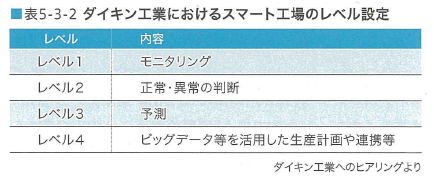 ■表5-3-2 ダイキン工業におけるスマート工場のレベル設定
レベル 内容
レベル1 モニタリング
レベル2 正常・異常の判断
レベル3 予測
レベル4 ビッグデータ等を活用した生産計画や連携等
ダイキン工業へのヒアリングより